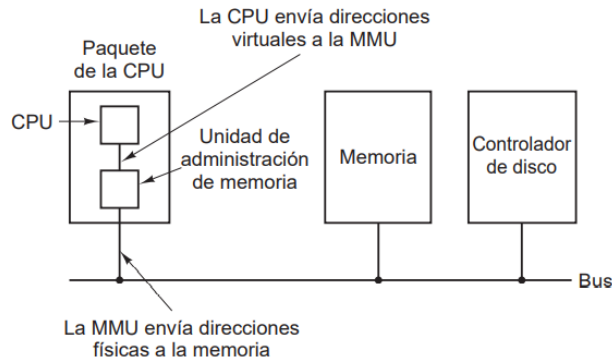 La CPU envía direcciones
virtuales a la MMU
Paquete
de la CPU
CPU
Unidad de
administración
de memoria
Memoria
Controlador
de disco
Bus
La MMU envía direcciones
físicas a la memoria